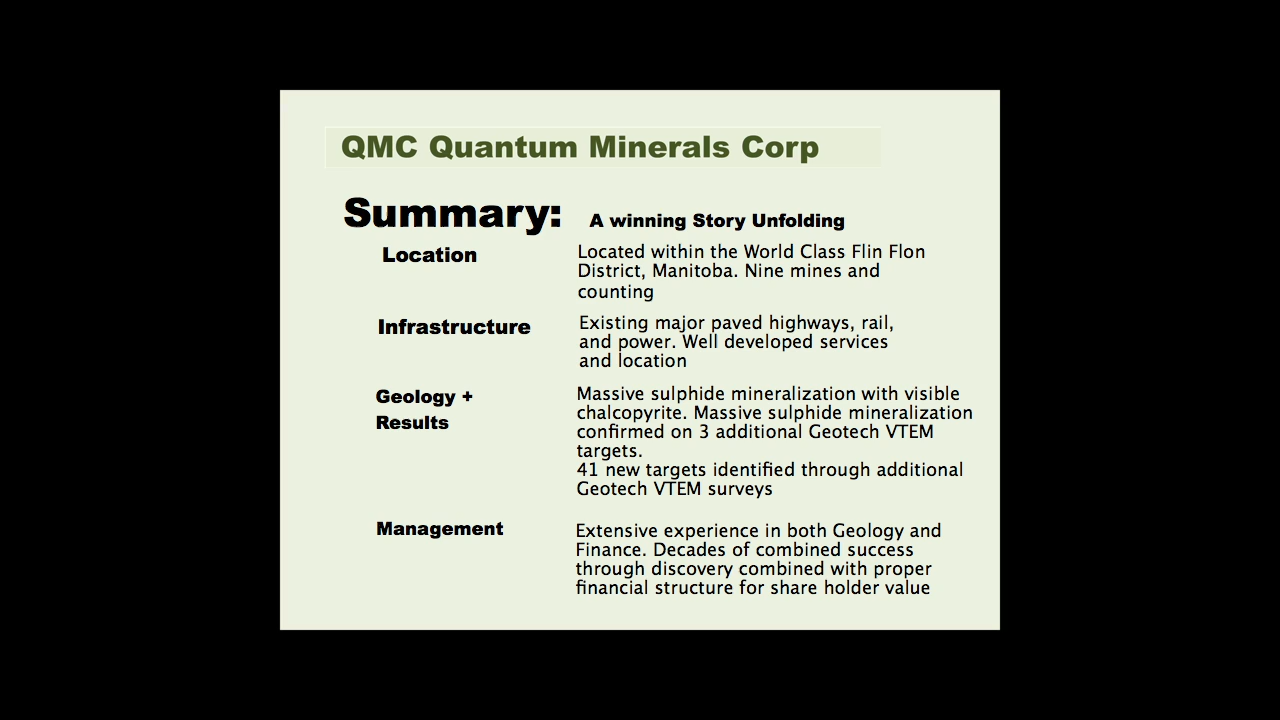 QMC Quantum Minerals Corp
Summary: A winning Story Unfolding
Location
Located within the World Class Flin Flon
District, Manitoba. Nine mines and
counting
Infrastructure
Existing major paved highways, rail,
and power. Well developed services
and location
Geology +
Results
Massive sulphide mineralization with visible
chalcopyrite. Massive sulphide mineralization
confirmed on 3 additional Geotech VTEM
targets.
41 new targets identified through additional
Geotech VTEM surveys
Management
Extensive experience in both Geology and
Finance. Decades of combined success
through discovery combined with proper
financial structure for share holder value